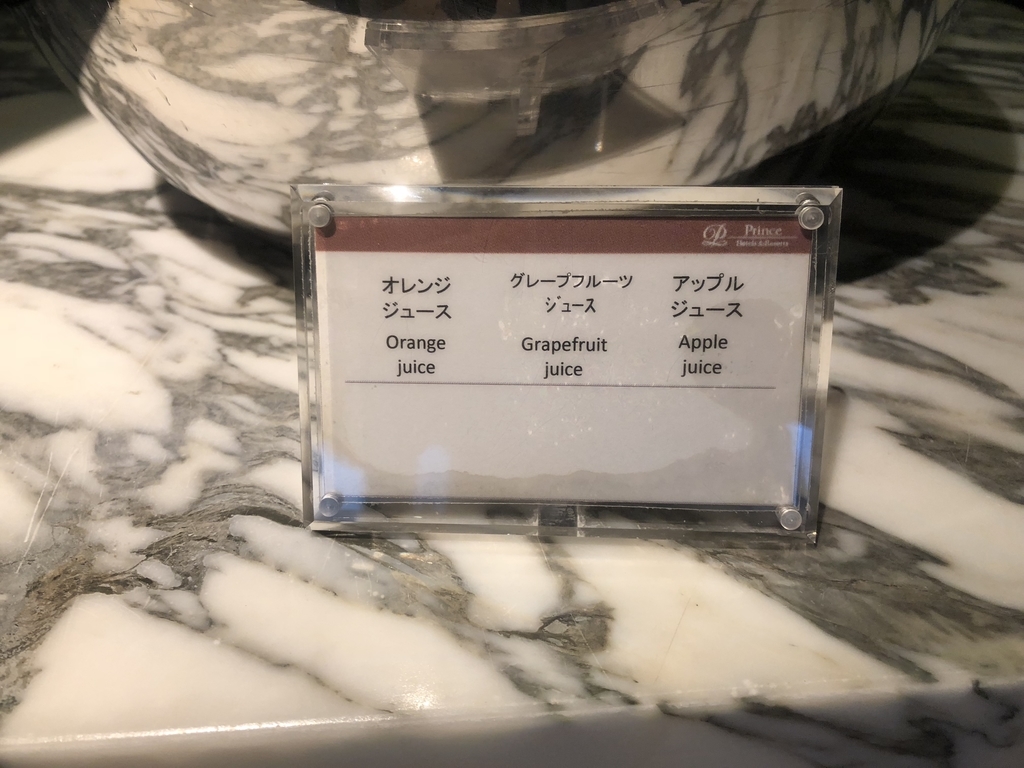 Prince
Hotels & Resorts
オレンジ
ジュース
Orange
juice
グレープフルーツ
ジュース
Grapefruit
juice
アップル
ジュース
Apple
juice